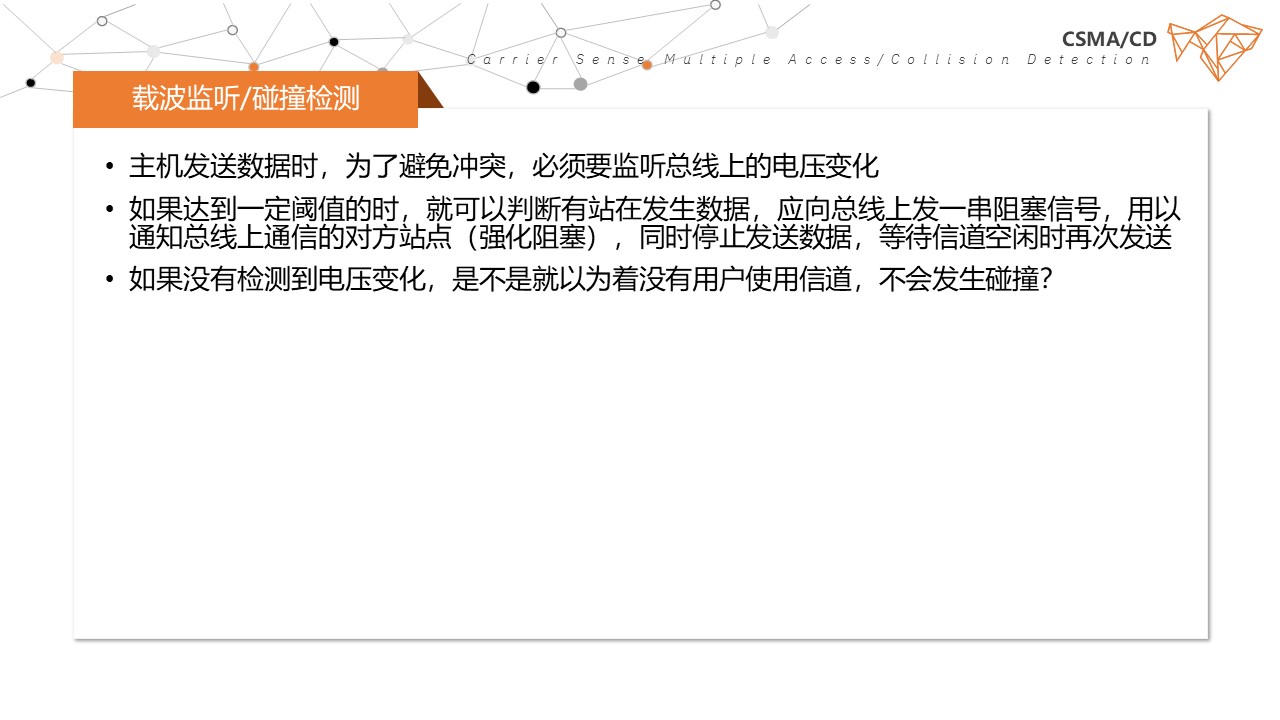 CSMA/CD
Carrier Sense Multiple Access/Collision Detection
载波监听/碰撞检测
• 主机发送数据时，为了避免冲突，必须要监听总线上的电压变化
• 如果达到一定阈值的时，就可以判断有站在发生数据，应向总线上发一串阻塞信号，用以
通知总线上通信的对方站点（强化阻塞），同时停止发送数据，等待信道空闲时再次发送
• 如果没有检测到电压变化，是不是就以为着没有用户使用信道，不会发生碰撞？